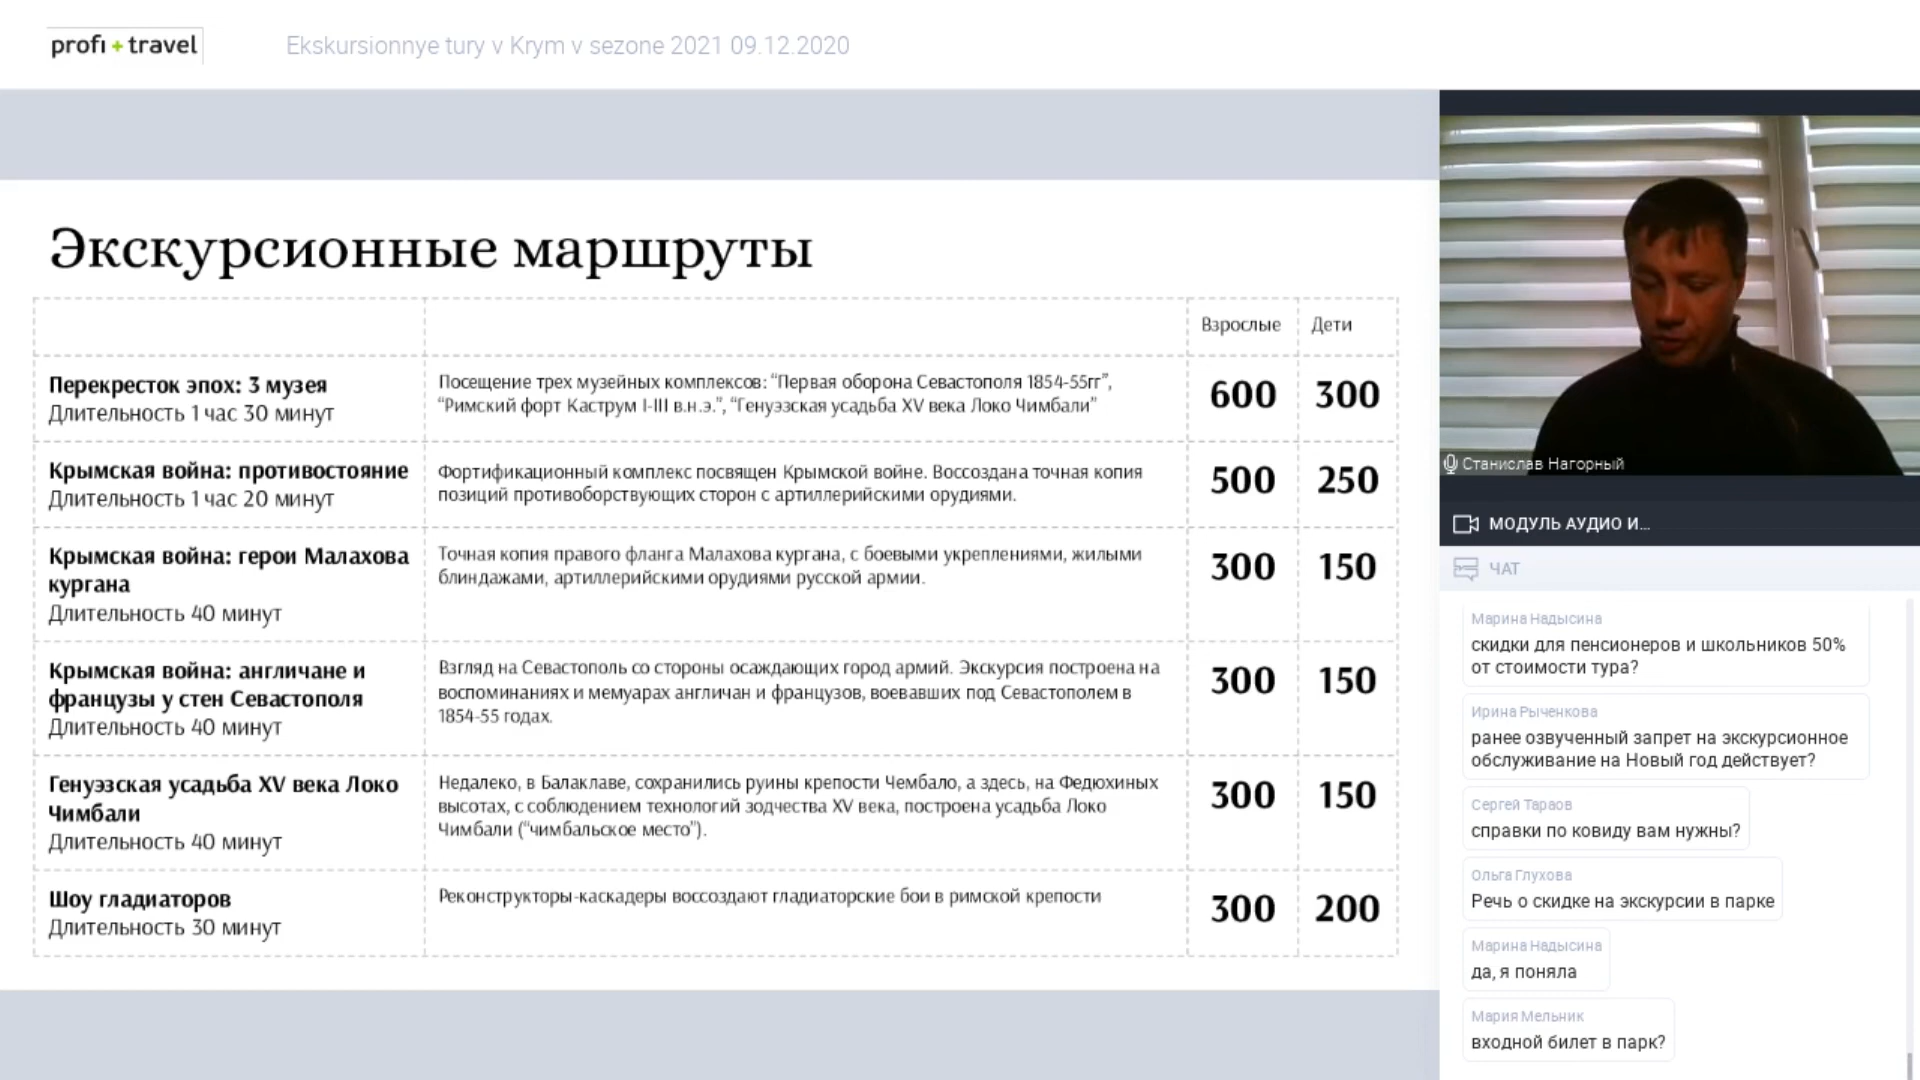 profi + travel
Ekskursionnye tury v Krym v sezone 2021 09.12.2020
Экскурсионные маршруты
Взрослые Дети
Перекресток эпох: 3 музея
Длительность 1 час 30 минут
Посещение трех музейных комплексов: “Первая оборона Севастополя 1854-55гг”,
“Римский форт Каструм I-III в.н.э.”, “Генуэзская усадьба XV века Локо Чимбали”
600 300
Крымская война: противостояние
Длительность 1 час 20 минут
Фортификационный комплекс посвящен Крымской войне. Воссоздана точная копия
позиций противоборствующих сторон с артиллерийскими орудиями.
500 250
Крымская война: герои Малахова
кургана
Длительность 40 минут
Точная копия правого фланга Малахова кургана, с боевыми укреплениями, жилыми
блиндажами, артиллерийскими орудиями русской армии.
300 150
Крымская война: англичане и
французы у стен Севастополя
Длительность 40 минут
Взгляд на Севастополь со стороны осаждающих город армий. Экскурсия построена на
воспоминаниях и мемуарах англичан и французов, воевавших под Севастополем в
1854-55 годах.
300 150
Генуэзская усадьба XV века Локо
Чимбали
Длительность 40 минут
Недалеко, в Балаклаве, сохранились руины крепости Чембало, а здесь, на Федюхиных
высотах, с соблюдением технологий зодчества XV века, построена усадьба Локо
Чимбали (“чимбальское место”).
300 150
Шоу гладиаторов
Длительность 30 минут
Реконструкторы-каскадеры воссоздают гладиаторские бои в римской крепости
300 200
Станислав Нагорный
МОДУЛЬ АУДИО И...
ЧАТ
Марина Надысина
скидки для пенсионеров и школьников 50%
от стоимости тура?
Ирина Рыченкова
ранее озвученный запрет на экскурсионное
обслуживание на Новый год действует?
Сергей Тараов
справки по ковиду вам нужны?
Ольга Глухова
Речь о скидке на экскурсии в парке
Марина Надысина
да, я поняла
Мария Мельник
входной билет в парк?